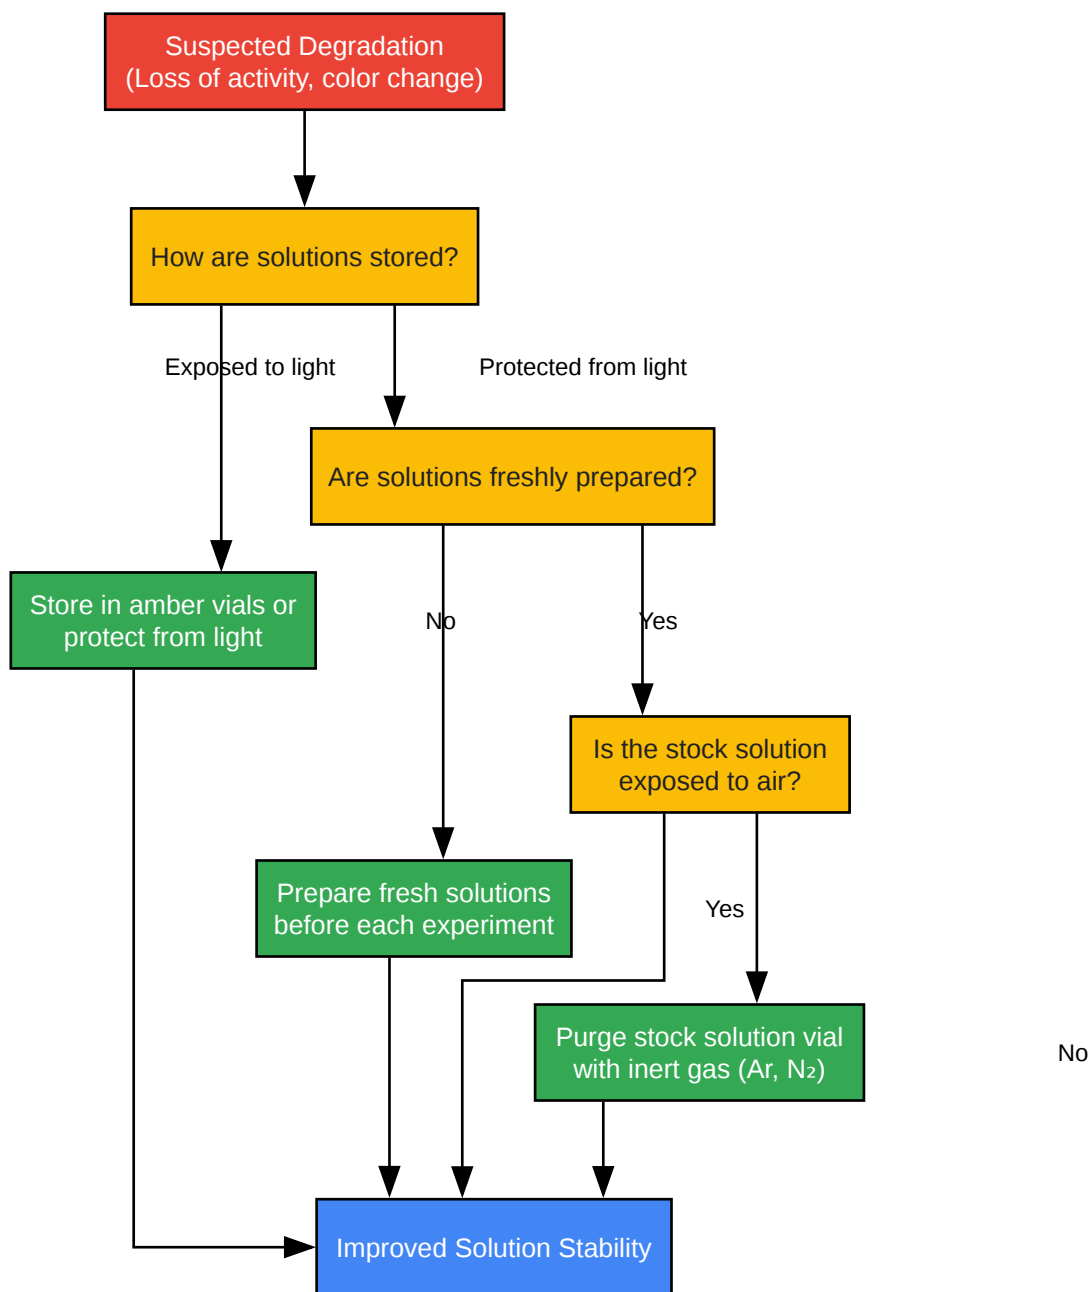 Suspected Degradation
(Loss of activity, color change)
How are solutions stored?
Exposed to light
Protected from light
Are solutions freshly prepared?
Store in amber vials or
protect from light
No
Yes
Is the stock solution
exposed to air?
Prepare fresh solutions
before each experiment
Yes
Purge stock solution vial
with inert gas (Ar, N₂)
No
Improved Solution Stability